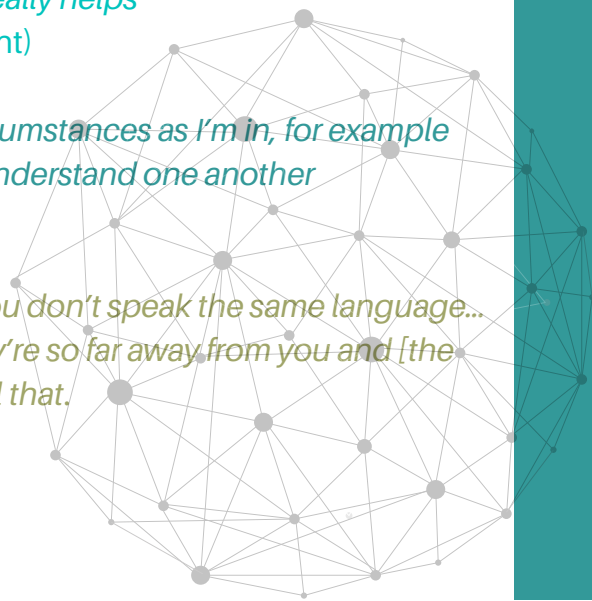 eally helps
nt)
umstances as I'm in, for example
nderstand one another
u don't speak the same language...
y're so far away from you and [the
l that.